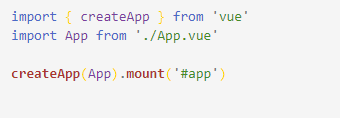 import { createApp } from 'vue'
import App from './App.vue'
createApp(App).mount('#app')